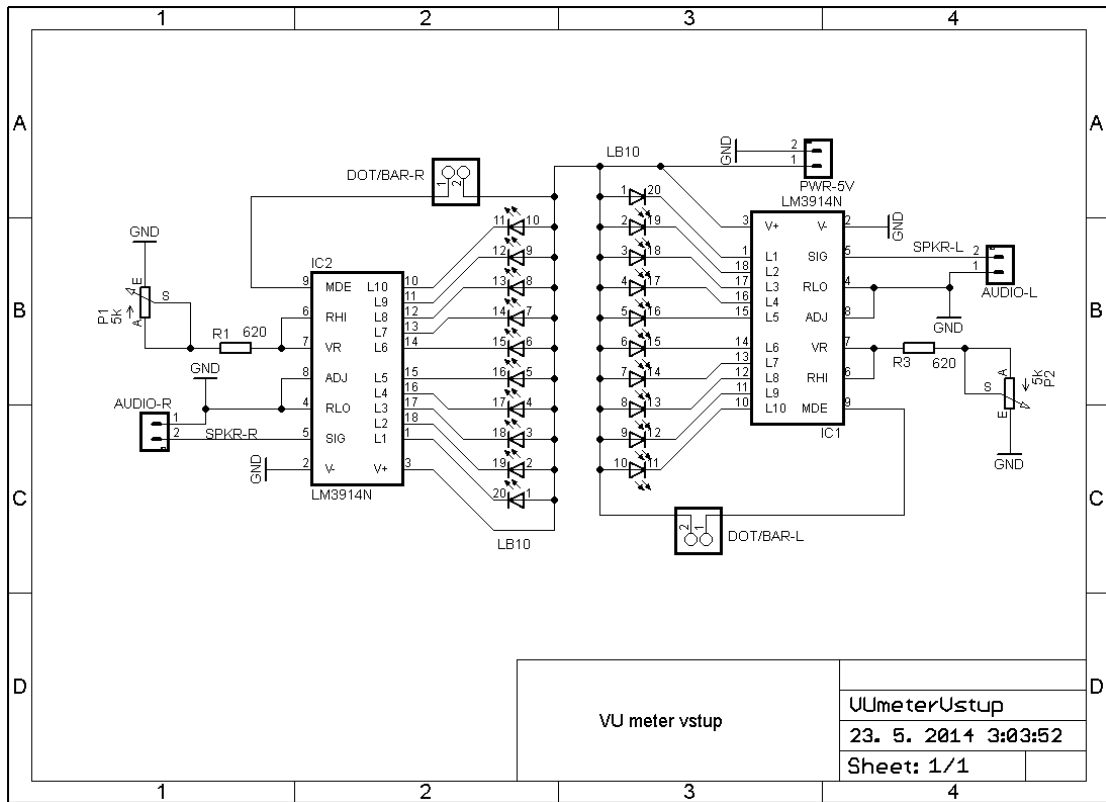 1 2 3 4
A A
B B
C C
D D
LB10
GND
2
1
PWR-5V
DOT/BAR-R
1 2
LM3914N
3 V+ V- 2
GND
1 L1 SIG 5
18 L2
17 L3 RLO 4
16 L4
15 L5 ADJ 8
14 L6 VR 7
13 L7
12 L8 RHI 6
11 L9
10 L10 MDE 9
IC1
SPKR-L
2
1
AUDIO-L
GND
R3 620
A
S
E
5k
P2
GND
1 20
2 19
3 18
4 17
5 16
6 15
7 14
8 13
9 12
10 11
2 1
DOT/BAR-L
GND
E
S
A
P1
5k
R1 620
GND
AUDIO-R
1
2
SPKR-R
GND
IC2
9 MDE L10 10
L9 11
6 RHI L8 12
L7 13
7 VR L6 14
8 ADJ L5 15
L4 16
4 RLO L3 17
L2 18
5 SIG L1 1
2 V- V+ 3
LM3914N
11 10
12 9
13 8
14 7
15 6
16 5
17 4
18 3
19 2
20 1
LB10
VU meter vstup
VUmeterVstup
23. 5. 2014 3:03:52
Sheet: 1/1
1 2 3 4